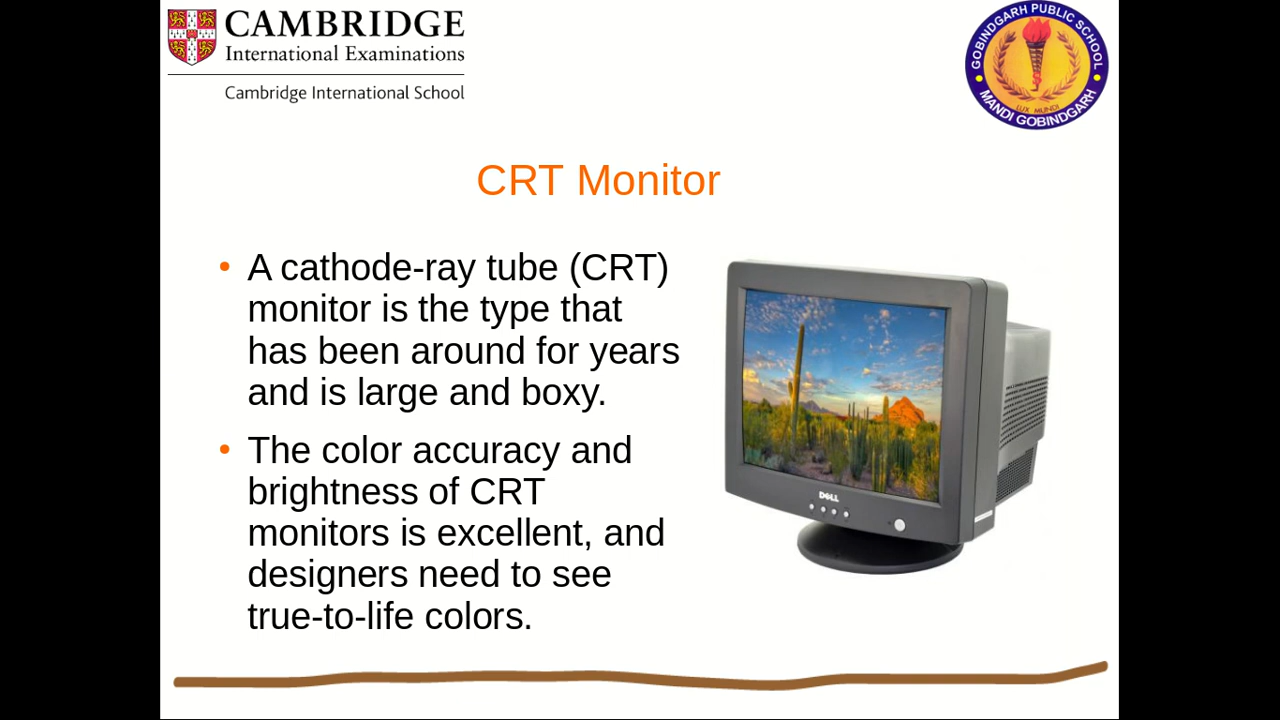 CAMBRIDGE
International Examinations
Cambridge International School
GOBINDGARH PUBLIC SCHOOL
LUX MUNDI
MANDI GOBINDGARH
CRT Monitor
• A cathode-ray tube (CRT)
monitor is the type that
has been around for years
and is large and boxy.
• The color accuracy and
brightness of CRT
monitors is excellent, and
designers need to see
true-to-life colors.
DELL